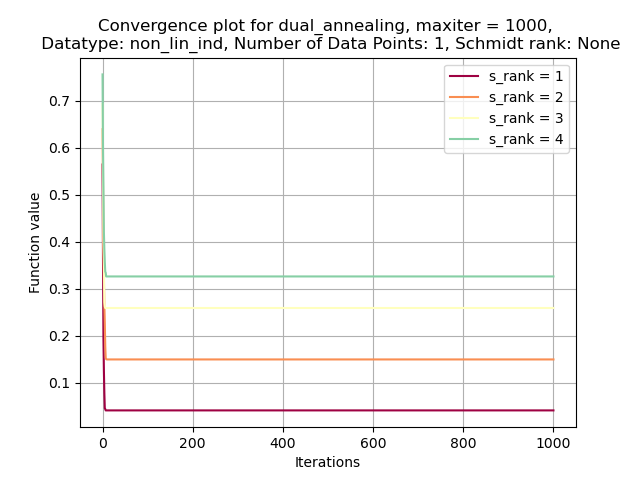 Convergence plot for dual_annealing, maxiter = 1000,
Datatype: non_lin_ind, Number of Data Points: 1, Schmidt rank: None
s_rank = 1
s_rank = 2
s_rank = 3
s_rank = 4
Function value
0.7
0.6
0.5
0.4
0.3
0.2
0.1
0 200 400 600 800 1000
Iterations